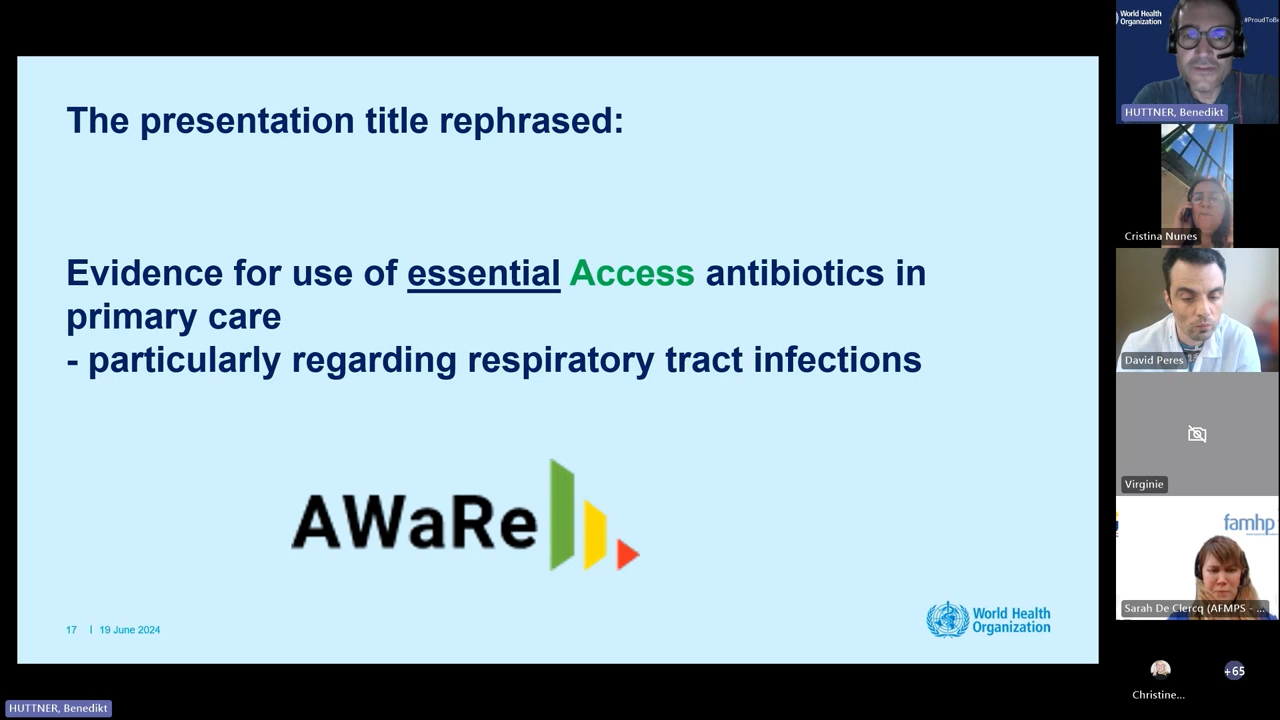 The presentation title rephrased:
Evidence for use of essential Access antibiotics in
primary care
- particularly regarding respiratory tract infections
AWaRe
17 | 19 June 2024
World Health
Organization
HUTTNER, Benedikt
World Health
Organization
#ProudToBe
HUTTNER, Benedikt
Cristina Nunes
David Peres
Virginie
famhp
Sarah De Clercq (AFMPS - ...
Christine...
+65